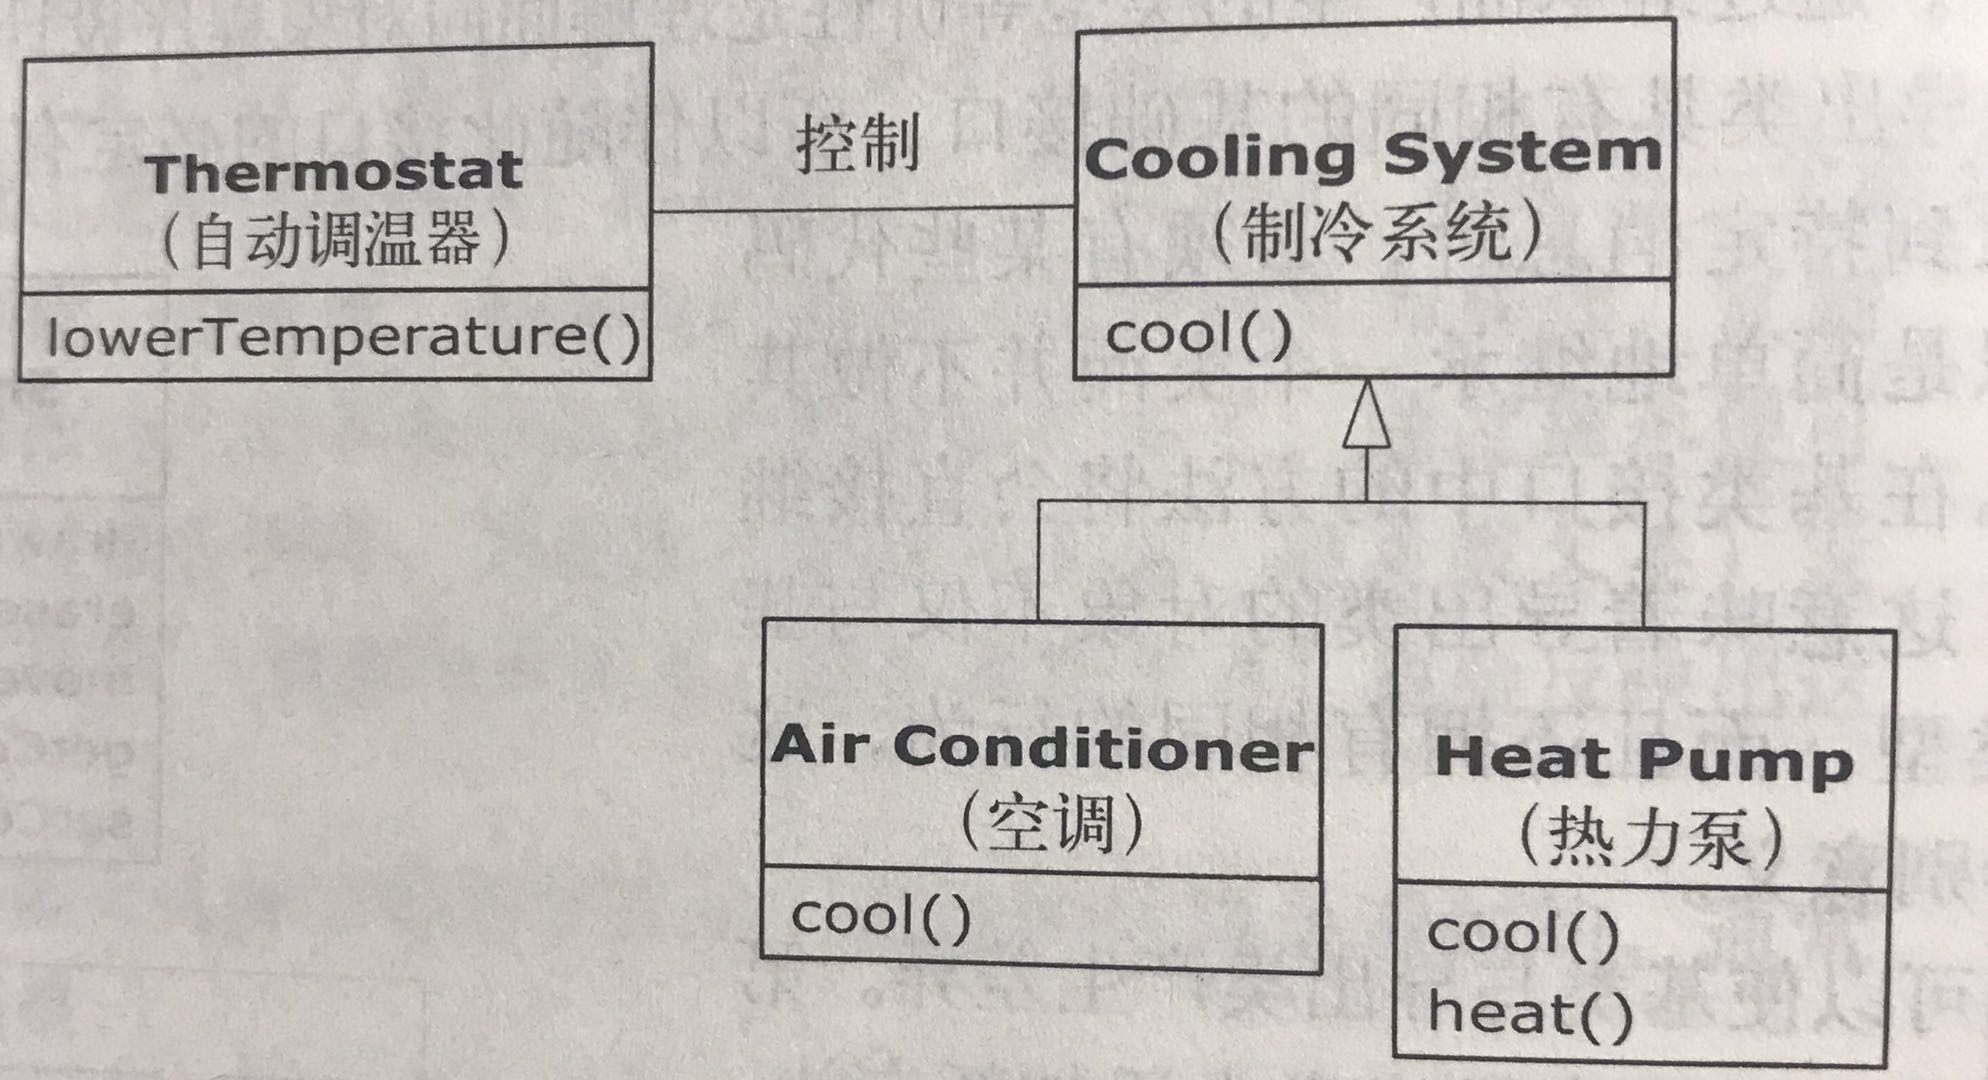 Thermostat
(自动调温器)
lowerTemperature()
控制
Cooling System
(制冷系统)
cool()
Air Conditioner
(空调)
cool()
Heat Pump
(热力泵)
cool()
heat()